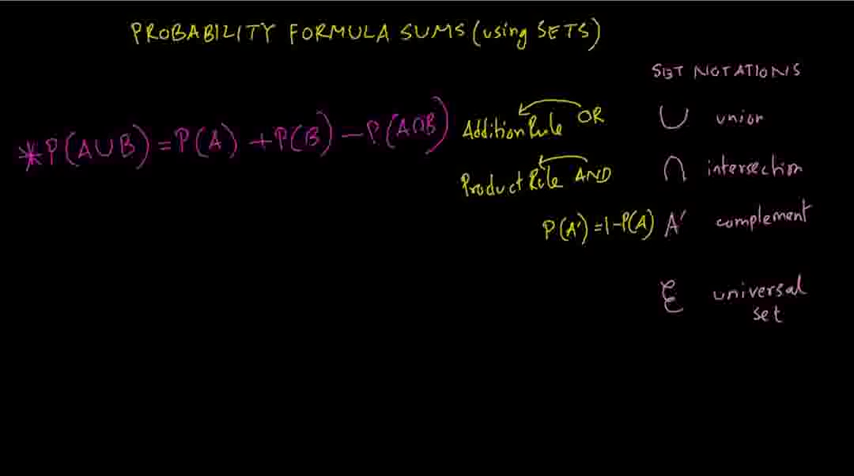 PROBABILITY FORMULA SUMS (using SETS)
SET NOTATIONS
*P(A∪B) = P(A) + P(B) - P(A∩B)
Addition Rule OR
∪ union
Product Rule AND
∩ intersection
P(A') = 1-P(A)
A' complement
ℰ universal
set